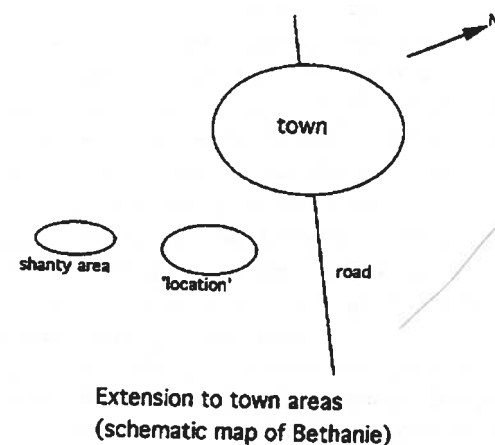 N
town
shanty area
'location'
road
Extension to town areas
(schematic map of Bethanie)